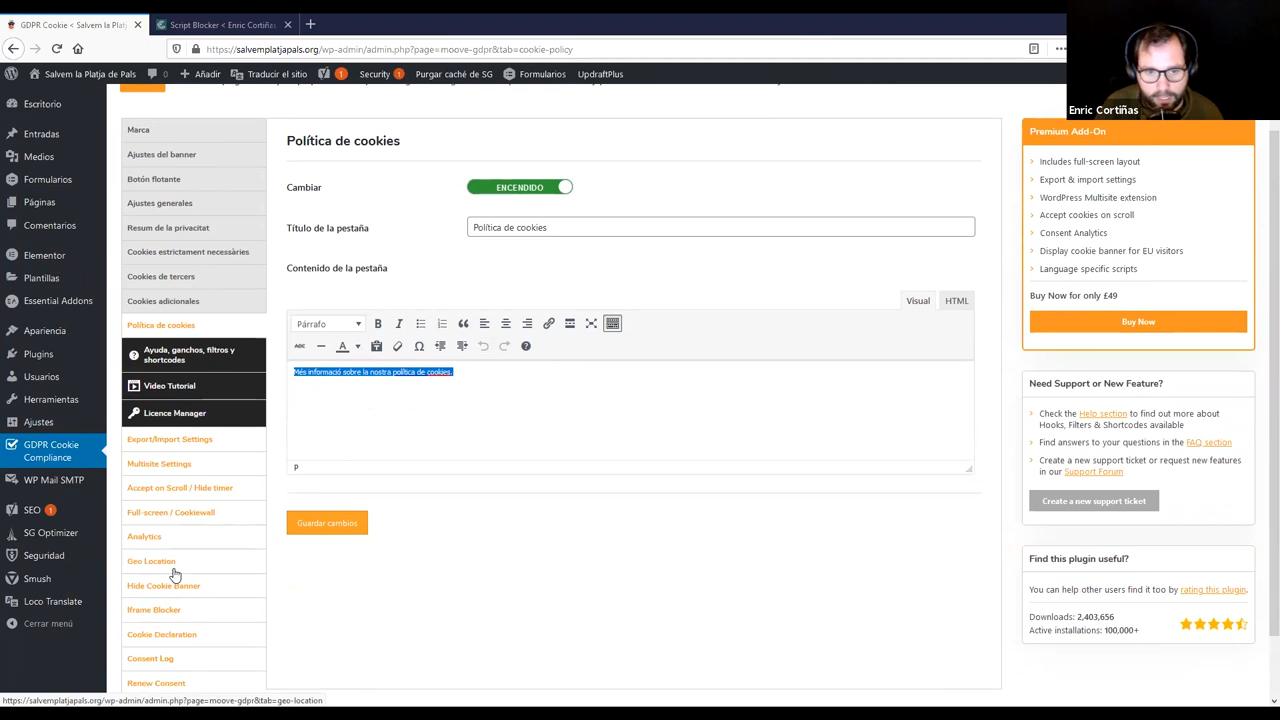 GDPR Cookie < Salvem la Platj
Script Blocker < Enric Cortiñas
https://salvemplatjapals.org/wp-admin/admin.php?page=moove-gdpr&tab=cookie-policy
Salvem la Platja de Pals
0
Añadir
Traducir el sitio
1
Security
1
Purgar caché de SG
Formularios
UpdraftPlus
Enric Cortiñas
Escritorio
Entradas
Medios
Formularios
Páginas
Comentarios
Elementor
Plantillas
Essential Addons
Apariencia
Plugins
Usuarios
Herramientas
Ajustes
GDPR Cookie
Compliance
WP Mail SMTP
SEO 1
SG Optimizer
Seguridad
Smush
Loco Translate
Cerrar menú
Marca
Ajustes del banner
Botón flotante
Ajustes generales
Resum de la privacitat
Cookies estrictament necessàries
Cookies de tercers
Cookies adicionales
Política de cookies
Ayuda, ganchos, filtros y
shortcodes
Video Tutorial
Licence Manager
Export/Import Settings
Multisite Settings
Accept on Scroll / Hide timer
Full-screen / Cookiewall
Analytics
Geo Location
Hide Cookie Banner
Iframe Blocker
Cookie Declaration
Consent Log
Renew Consent
Política de cookies
Cambiar
ENCENDIDO
Título de la pestaña
Política de cookies
Contenido de la pestaña
Visual
HTML
Párrafo
B I
ABC
A
Més informació sobre la nostra política de cookies.
P
Guardar cambios
Premium Add-On
Includes full-screen layout
Export & import settings
WordPress Multisite extension
Accept cookies on scroll
Consent Analytics
Display cookie banner for EU visitors
Language specific scripts
Buy Now for only £49
Buy Now
Need Support or New Feature?
Check the Help section to find out more about
Hooks, Filters & Shortcodes available
Find answers to your questions in the FAQ section
Create a new support ticket or request new features
in our Support Forum
Create a new support ticket
Find this plugin useful?
You can help other users find it too by rating this plugin.
Downloads: 2,403,656
Active installations: 100,000+
https://salvemplatjapals.org/wp-admin/admin.php?page=moove-gdpr&tab=geo-location